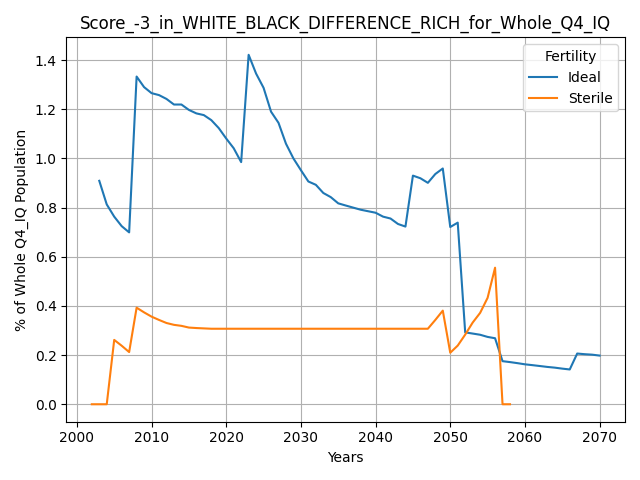 Score_-3_in_WHITE_BLACK_DIFFERENCE_RICH_for_Whole_Q4_IQ
Fertility
Ideal
Sterile
% of Whole Q4_IQ Population
1.4
1.2
1.0
0.8
0.6
0.4
0.2
0.0
2000 2010 2020 2030 2040 2050 2060 2070
Years